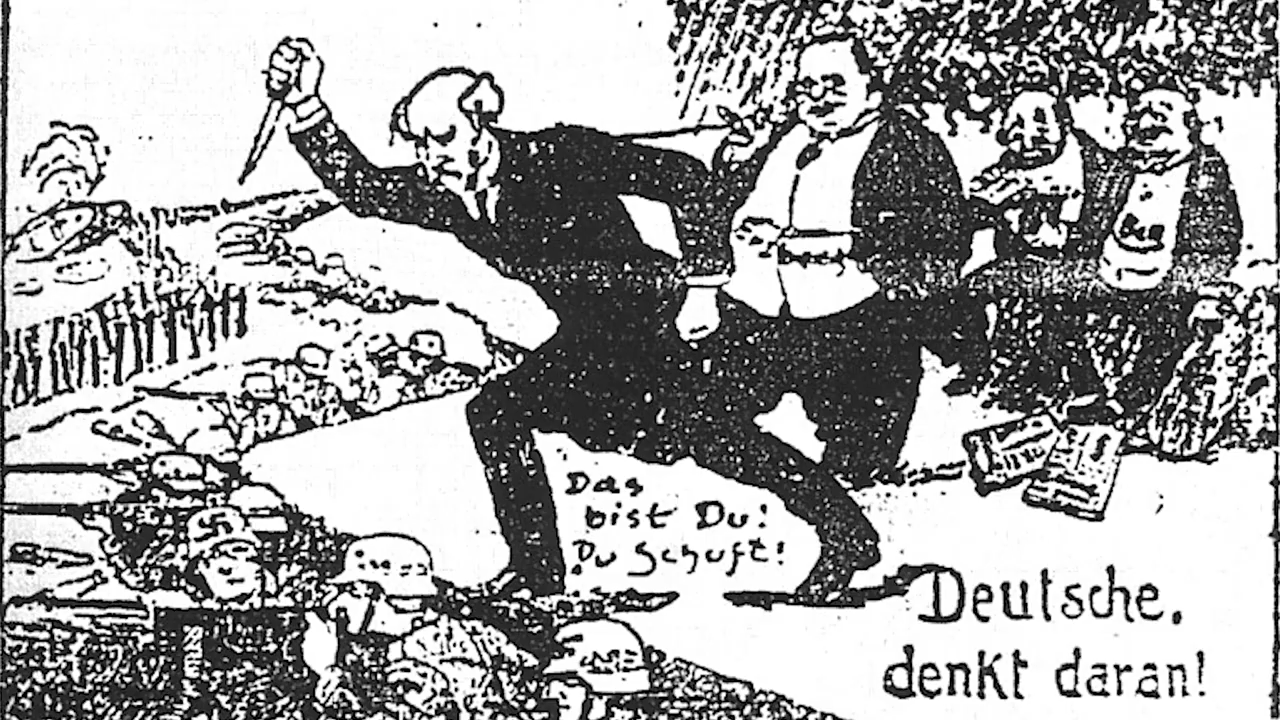 Das
bist Du!
Du Schuft!
Deutsche,
denkt daran!